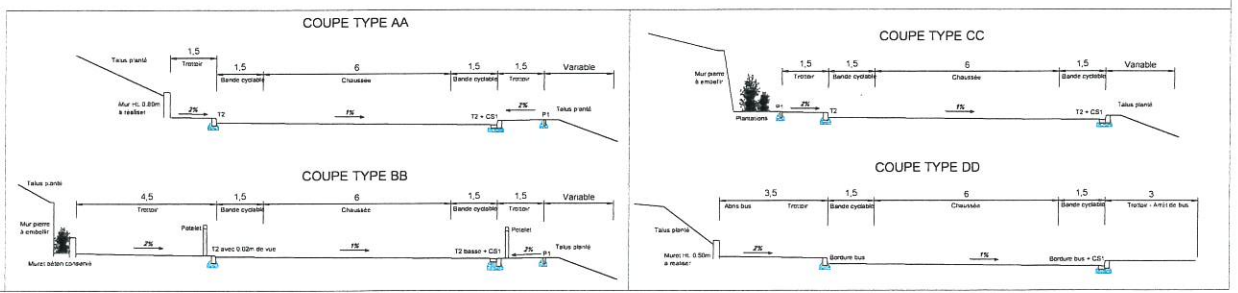 COUPE TYPE AA
1,5
Trottoir
1,5
Bande cyclable
6
Chaussée
1,5
Bande cyclable
1,5
Trottoir
Variable
Talus planté
Mur Ht. 0.80m
à réaliser
2%
T2
1%
T2 + CS1
2%
P1
Talus planté
COUPE TYPE BB
4,5
Trottoir
1,5
Bande cyclable
6
Chaussée
1,5
Bande cyclable
1,5
Trottoir
Variable
Talus planté
Mur pierre
à embellir
Muret béton conservé
2%
Potelet
T2 avec 0.02m de vue
1%
T2 basse + CS1
Potelet
2%
P1
Talus planté
COUPE TYPE CC
1,5
Trottoir
1,5
Bande cyclable
6
Chaussée
1,5
Bande cyclable
Variable
Mur pierre
à embellir
Plantations
P1
2%
T2
1%
T2 + CS1
Talus planté
COUPE TYPE DD
3,5
Abris bus
Trottoir
1,5
Bande cyclable
6
Chaussée
1,5
Bande cyclable
3
Trottoir - Arrêt de bus
Talus planté
Muret Ht. 0.50m
à réaliser
2%
Bordure bus
1%
Bordure bus + CS1